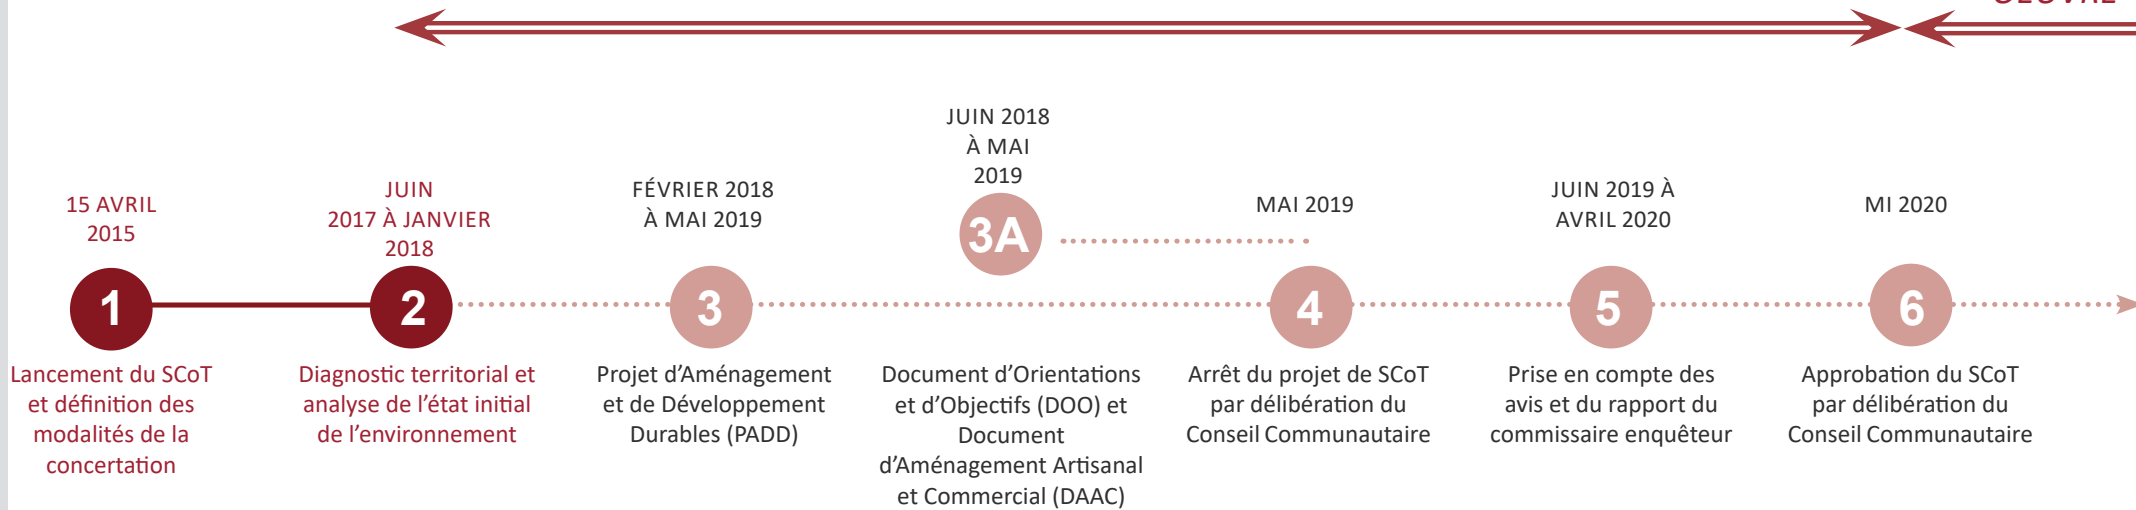 15 AVRIL
2015
1
Lancement du SCoT
et définition des
modalités de la
concertation
JUIN
2017 À JANVIER
2018
2
Diagnostic territorial et
analyse de l’état initial
de l’environnement
FÉVRIER 2018
À MAI 2019
3
Projet d’Aménagement
et de Développement
Durables (PADD)
JUIN 2018
À MAI
2019
3A
Document d’Orientations
et d’Objectifs (DOO) et
Document
d’Aménagement Artisanal
et Commercial (DAAC)
MAI 2019
4
Arrêt du projet de SCoT
par délibération du
Conseil Communautaire
JUIN 2019 À
AVRIL 2020
5
Prise en compte des
avis et du rapport du
commissaire enquêteur
MI 2020
6
Approbation du SCoT
par délibération du
Conseil Communautaire